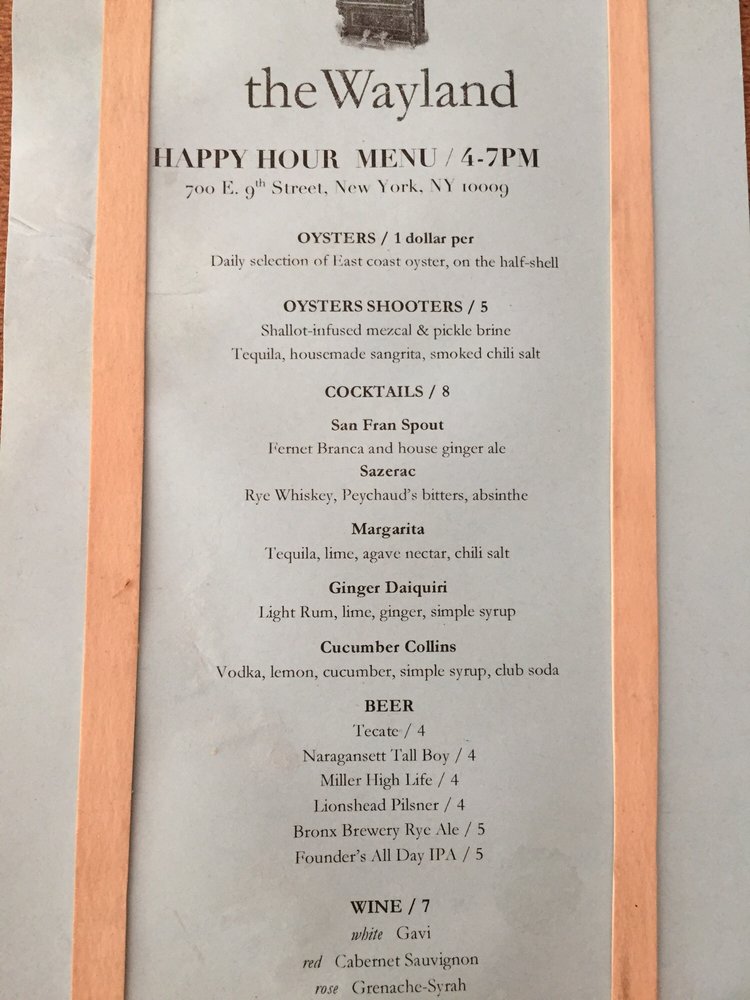 the Wayland
HAPPY HOUR MENU / 4-7PM
700 E. 9th Street, New York, NY 10009
OYSTERS / 1 dollar per
Daily selection of East coast oyster, on the half-shell
OYSTERS SHOOTERS / 5
Shallot-infused mezcal & pickle brine
Tequila, housemade sangrita, smoked chili salt
COCKTAILS / 8
San Fran Spout
Fernet Branca and house ginger ale
Sazerac
Rye Whiskey, Peychaud's bitters, absinthe
Margarita
Tequila, lime, agave nectar, chili salt
Ginger Daiquiri
Light Rum, lime, ginger, simple syrup
Cucumber Collins
Vodka, lemon, cucumber, simple syrup, club soda
BEER
Tecate / 4
Naragansett Tall Boy / 4
Miller High Life / 4
Lionshead Pilsner / 4
Bronx Brewery Rye Ale / 5
Founder's All Day IPA / 5
WINE / 7
white Gavi
red Cabernet Sauvignon
rose Grenache-Syrah